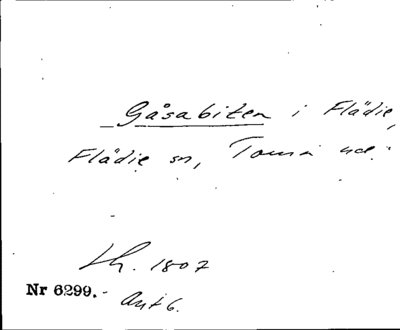 Gåsabiten i Flädie,
Flädie sn, Torna hd.
Lh. 1807
Nr 6299. Akt 6.